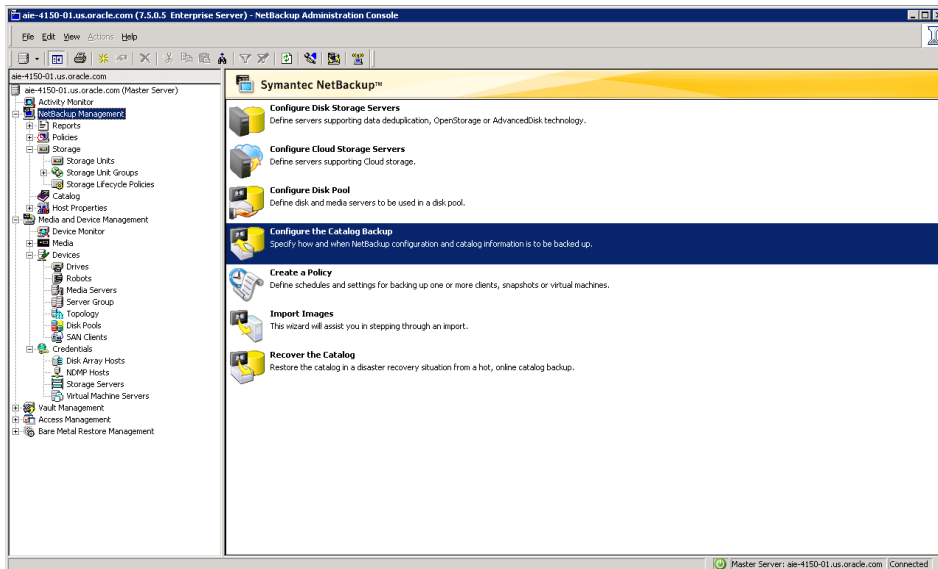 aie-4150-01.us.oracle.com (7.5.0.5 Enterprise Server) - NetBackup Administration Console
File Edit View Actions Help
aie-4150-01.us.oracle.com
aie-4150-01.us.oracle.com (Master Server)
Activity Monitor
NetBackup Management
Reports
Policies
Storage
Storage Units
Storage Unit Groups
Storage Lifecycle Policies
Catalog
Host Properties
Media and Device Management
Device Monitor
Media
Devices
Drives
Robots
Media Servers
Server Group
Topology
Disk Pools
SAN Clients
Credentials
Disk Array Hosts
NDMP Hosts
Storage Servers
Virtual Machine Servers
Vault Management
Access Management
Bare Metal Restore Management
Symantec NetBackup™
Configure Disk Storage Servers
Define servers supporting data deduplication, OpenStorage or AdvancedDisk technology.
Configure Cloud Storage Servers
Define servers supporting Cloud storage.
Configure Disk Pool
Define disk and media servers to be used in a disk pool.
Configure the Catalog Backup
Specify how and when NetBackup configuration and catalog information is to be backed up.
Create a Policy
Define schedules and settings for backing up one or more clients, snapshots or virtual machines.
Import Images
This wizard will assist you in stepping through an import.
Recover the Catalog
Restore the catalog in a disaster recovery situation from a hot, online catalog backup.
Master Server: aie-4150-01.us.oracle.com Connected